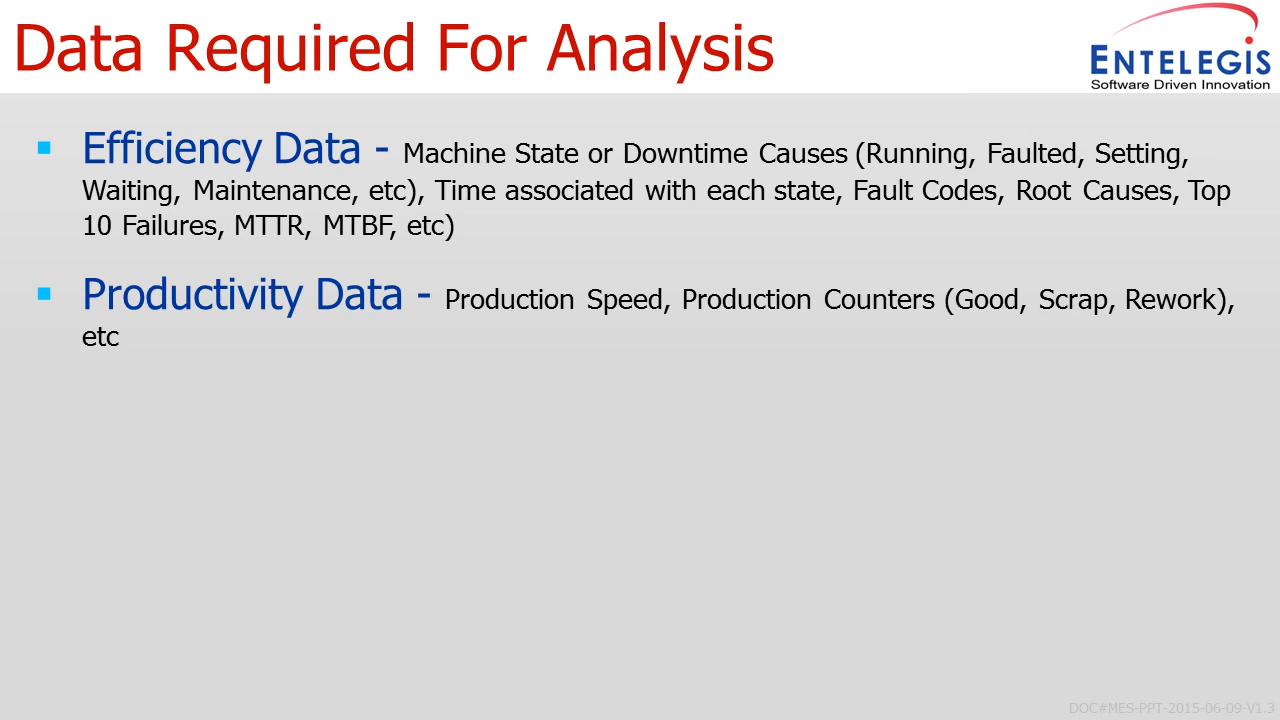 Data Required For Analysis
ENTELEGIS
Software Driven Innovation
▪ Efficiency Data - Machine State or Downtime Causes (Running, Faulted, Setting,
Waiting, Maintenance, etc), Time associated with each state, Fault Codes, Root Causes, Top
10 Failures, MTTR, MTBF, etc)
▪ Productivity Data - Production Speed, Production Counters (Good, Scrap, Rework),
etc
DOC#MES-PPT-2015-06-09-V1.3